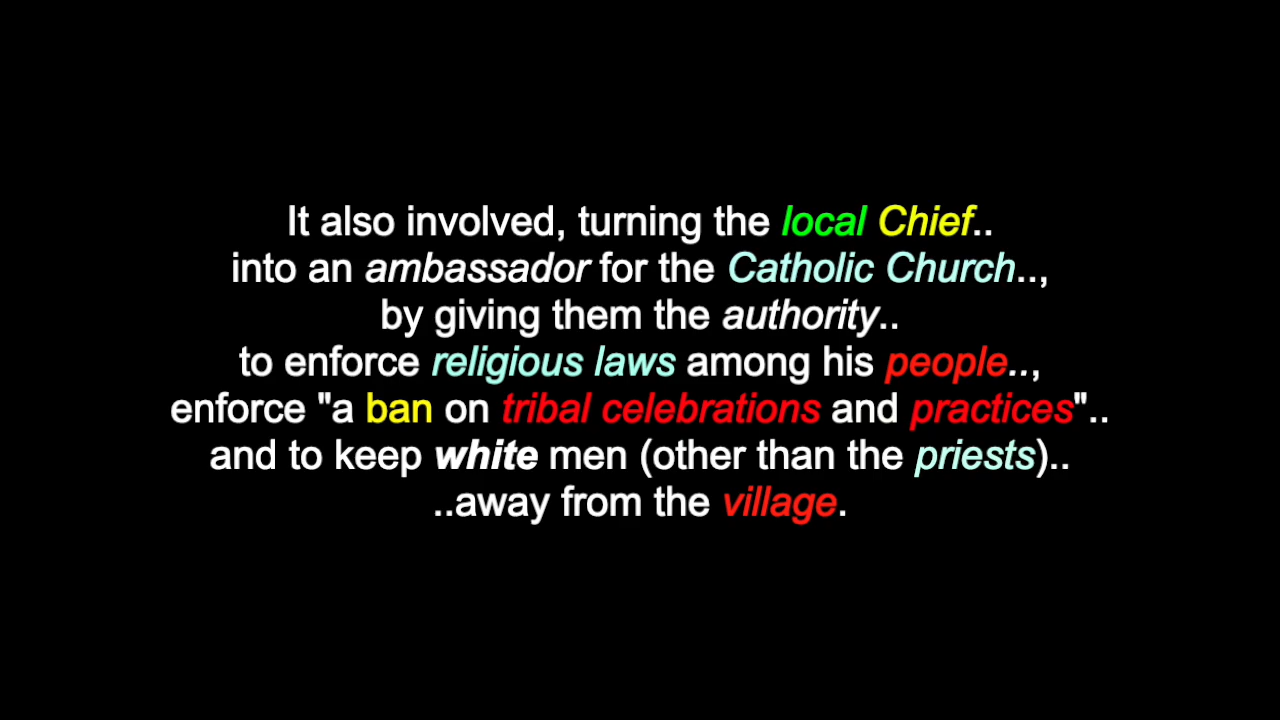 It also involved, turning the local Chief..
into an ambassador for the Catholic Church..,
by giving them the authority..
to enforce religious laws among his people..,
enforce "a ban on tribal celebrations and practices"..
and to keep white men (other than the priests)..
..away from the village.